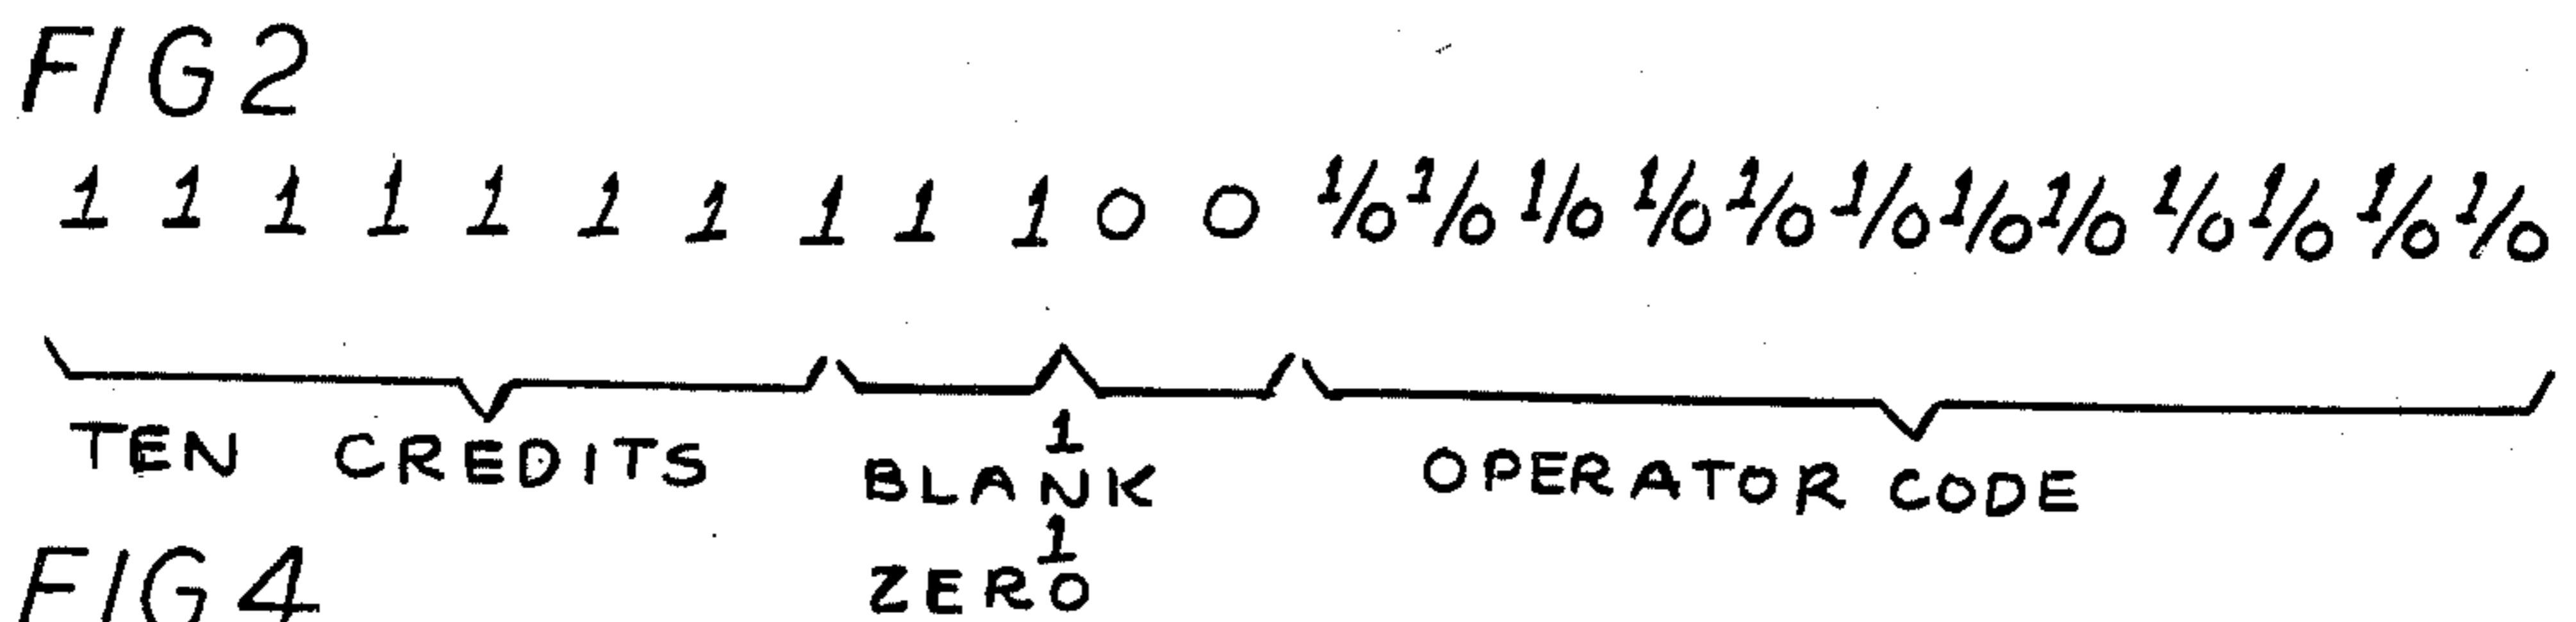 FIG 2
1 1 1 1 1 1 1 1 1 1 0 0 1/0 1/0 1/0 1/0 1/0 1/0 1/0 1/0 1/0 1/0 1/0 1/0
TEN CREDITS
1
BLANK
1
ZERO
OPERATOR CODE
FIG 4